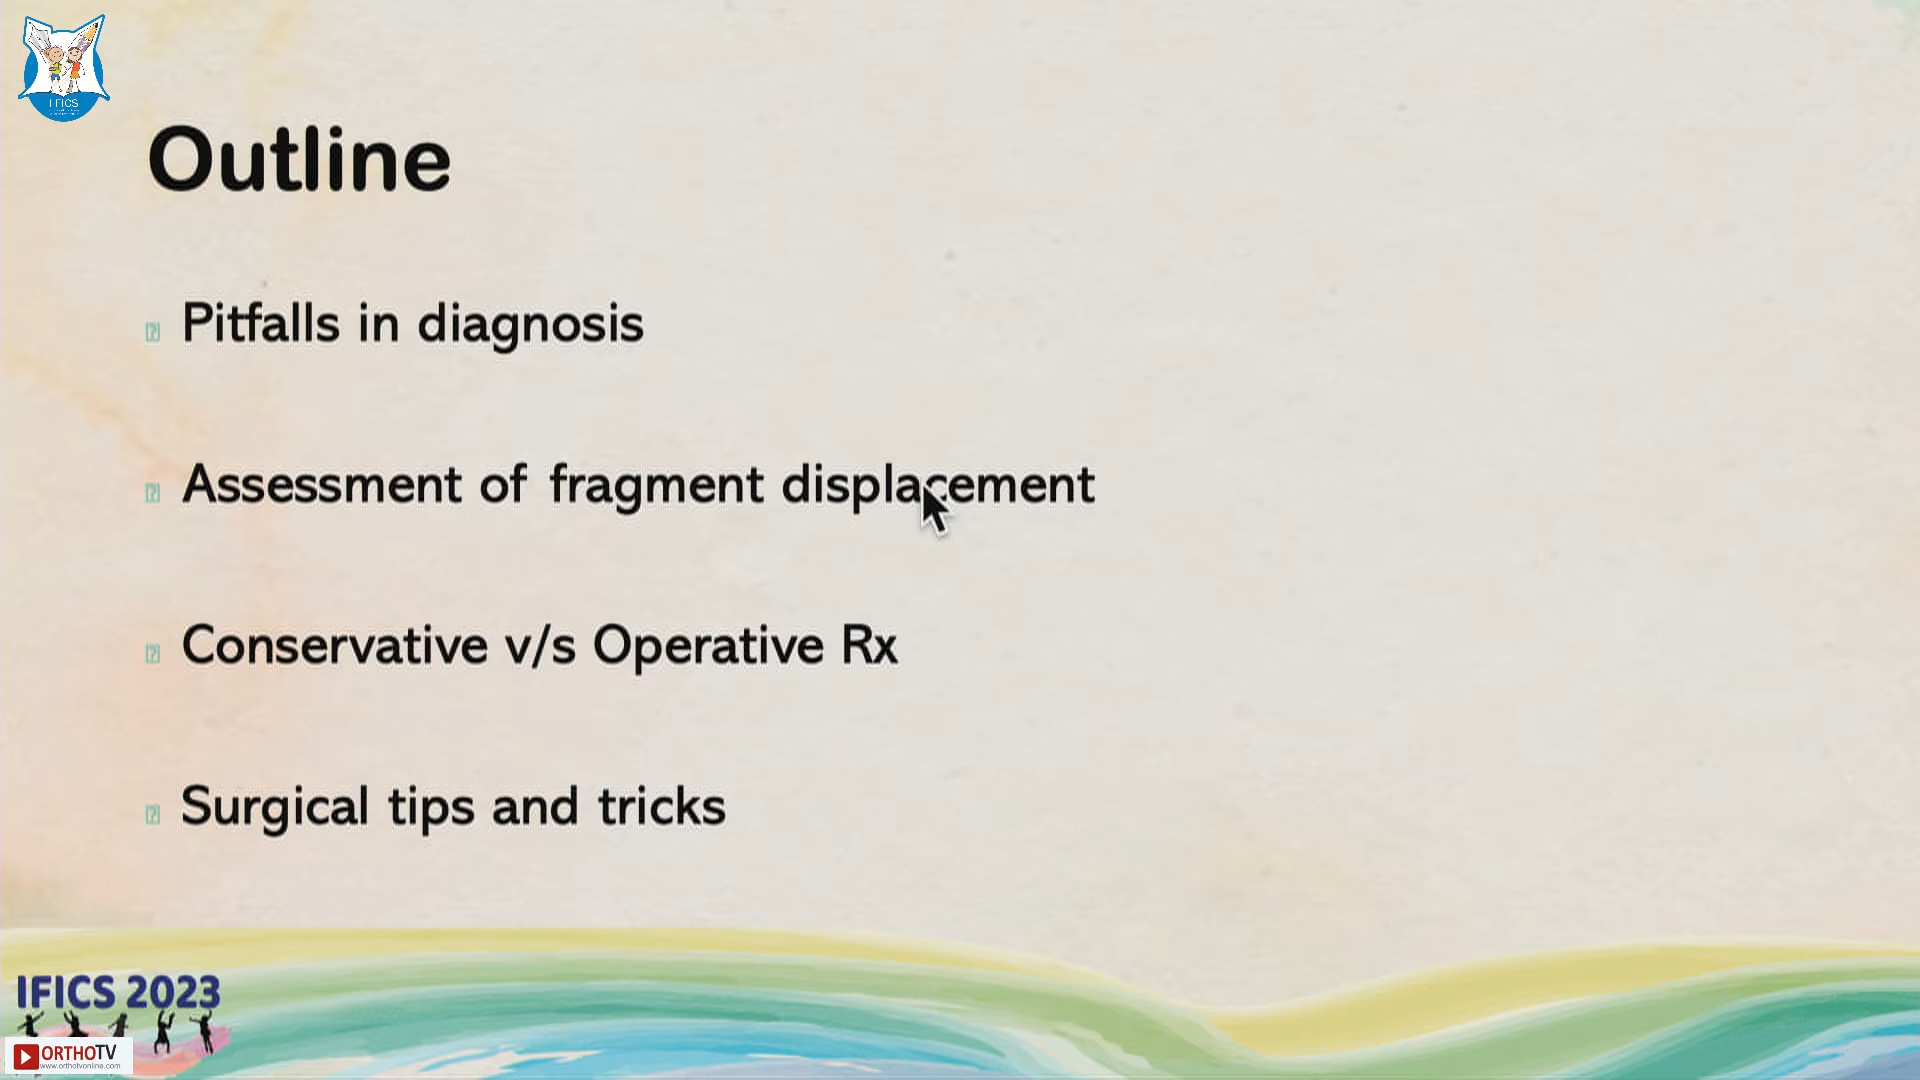 I FICS
Outline
Pitfalls in diagnosis
Assessment of fragment displacement
Conservative v/s Operative Rx
Surgical tips and tricks
IFICS 2023
ORTHOTV
www.orthotvonline.com